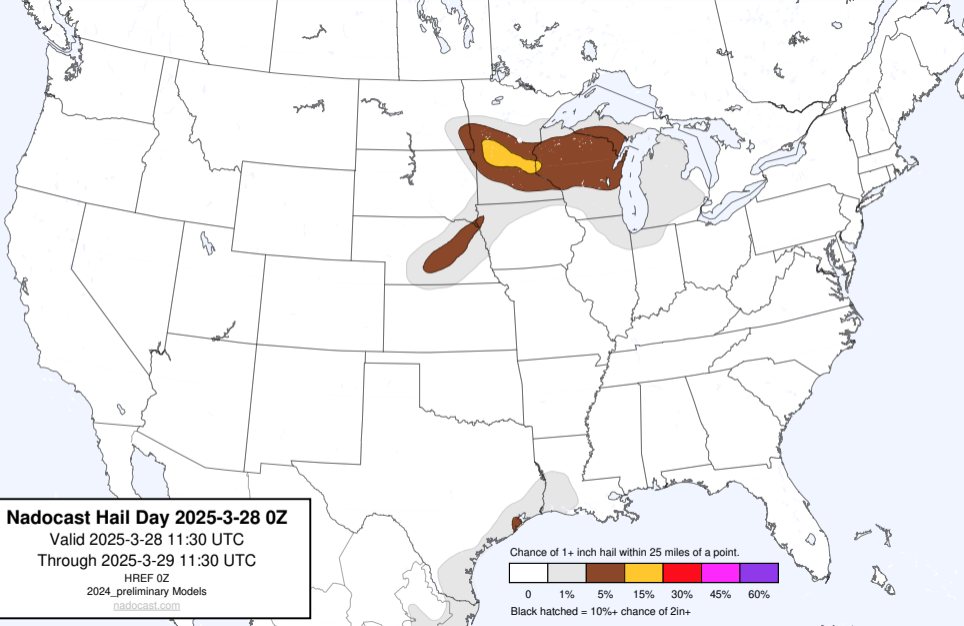 Nadocast Hail Day 2025-3-28 0Z
Valid 2025-3-28 11:30 UTC
Through 2025-3-29 11:30 UTC
HREF 0Z
2024_preliminary Models
nadocast.com
Chance of 1+ inch hail within 25 miles of a point.
0 1% 5% 15% 30% 45% 60%
Black hatched = 10%+ chance of 2in+